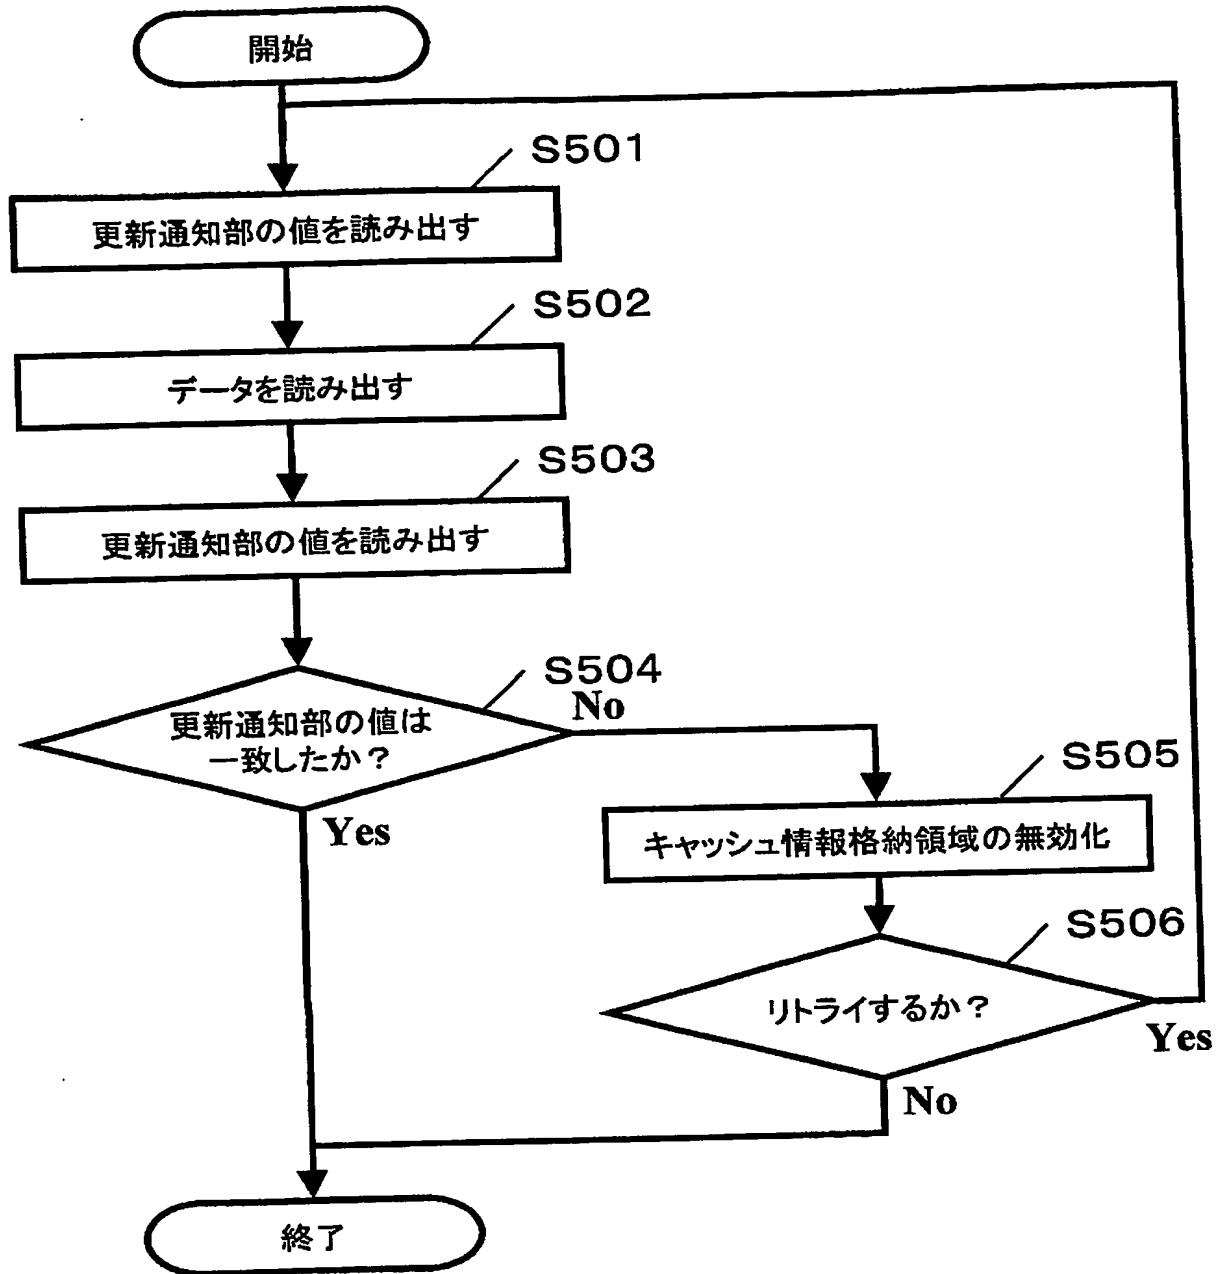 開始
S501
更新通知部の値を読み出す
S502
データを読み出す
S503
更新通知部の値を読み出す
S504
更新通知部の値は
一致したか？
No
Yes
S505
キャッシュ情報格納領域の無効化
S506
リトライするか？
Yes
No
終了